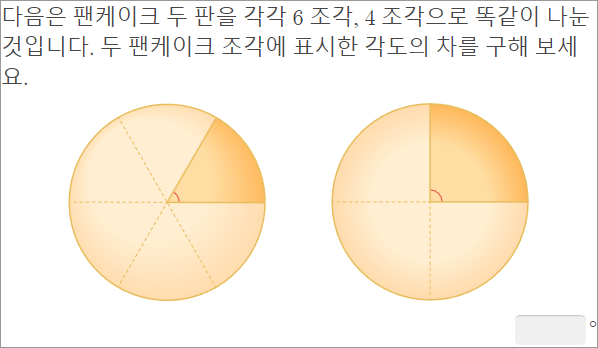 다음은 팬케이크 두 판을 각각 6 조각, 4 조각으로 똑같이 나눈
것입니다. 두 팬케이크 조각에 표시한 각도의 차를 구해 보세
요.
°